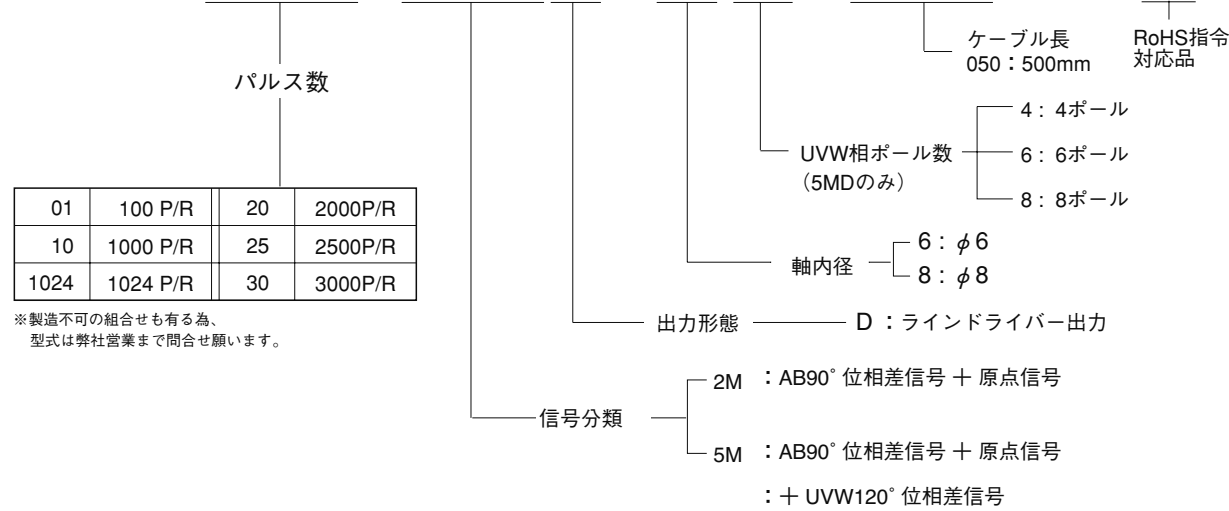 ケーブル長
050：500mm
RoHS指令
対応品
パルス数
4：4ポール
UVW相ポール数
（5MDのみ）
6：6ポール
8：8ポール
01 100 P/R 20 2000P/R
10 1000 P/R 25 2500P/R
1024 1024 P/R 30 3000P/R
軸内径
6：φ6
8：φ8
※製造不可の組合せも有る為、
型式は弊社営業まで問合せ願います。
出力形態
D：ラインドライバー出力
信号分類
2M ：AB90°位相差信号 ＋ 原点信号
5M ：AB90°位相差信号 ＋ 原点信号
：＋ UVW120°位相差信号